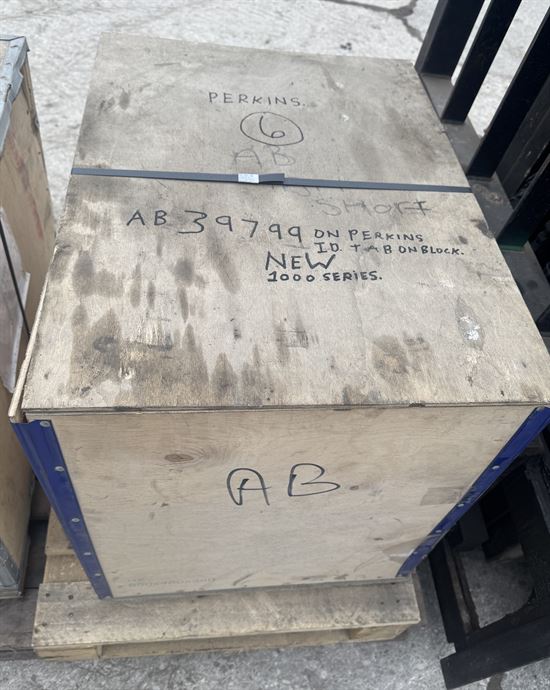 PERKINS.
6
AB
SHORT
AB 39799 ON PERKINS
I.D. TAB ON BLOCK.
NEW
1000 SERIES.
AB